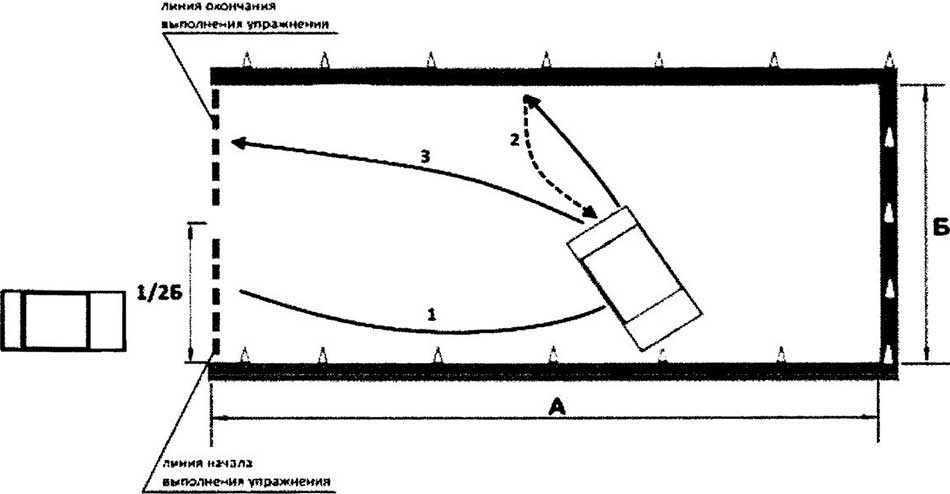 линия окончания
выполнения упражнения
3
2
Б
1/2Б
1
А
линия начала
выполнения упражнения